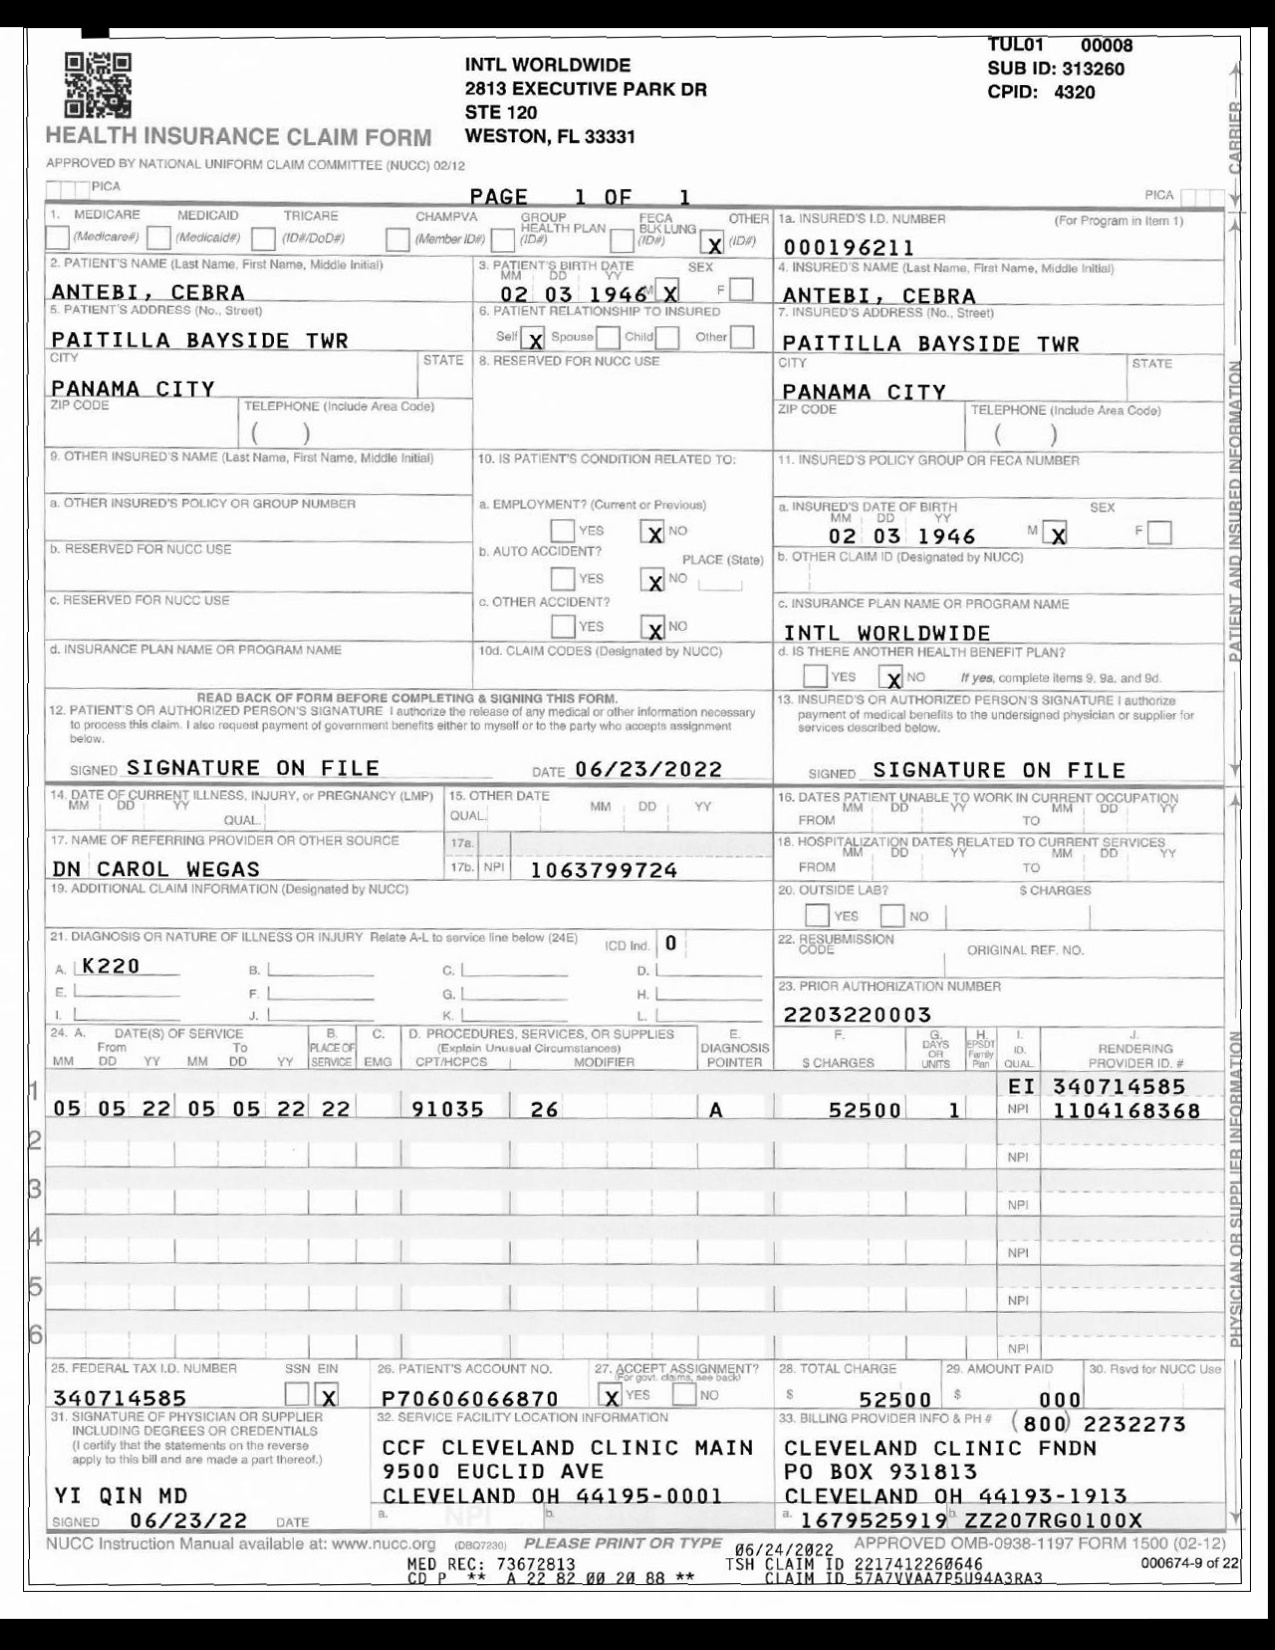 TUL01 00008
INTL WORLDWIDE
SUB ID: 313260
2813 EXECUTIVE PARK DR
CPID: 4320
STE 120
HEALTH INSURANCE CLAIM FORM
WESTON, FL 33331
APPROVED BY NATIONAL UNIFORM CLAIM COMMITTEE (NUCC) 02/12
PICA
PAGE 1 OF 1
PICA
CARRIER
1. MEDICARE MEDICAID TRICARE CHAMPVA GROUP HEALTH PLAN FECA BLK LUNG OTHER
(Medicare#) (Medicaid#) (ID#/DoD#) (Member ID#) (ID#) (ID#) X (ID#)
1a. INSURED'S I.D. NUMBER (For Program in Item 1)
000196211
2. PATIENT'S NAME (Last Name, First Name, Middle Initial)
ANTEBI, CEBRA
3. PATIENT'S BIRTH DATE SEX
MM DD YY
02 03 1946 M X F
4. INSURED'S NAME (Last Name, First Name, Middle Initial)
ANTEBI, CEBRA
5. PATIENT'S ADDRESS (No., Street)
PAITILLA BAYSIDE TWR
6. PATIENT RELATIONSHIP TO INSURED
Self X Spouse Child Other
7. INSURED'S ADDRESS (No., Street)
PAITILLA BAYSIDE TWR
CITY STATE
PANAMA CITY
8. RESERVED FOR NUCC USE
CITY STATE
PANAMA CITY
ZIP CODE TELEPHONE (Include Area Code)
( )
ZIP CODE TELEPHONE (Include Area Code)
( )
9. OTHER INSURED'S NAME (Last Name, First Name, Middle Initial)
10. IS PATIENT'S CONDITION RELATED TO:
11. INSURED'S POLICY GROUP OR FECA NUMBER
a. OTHER INSURED'S POLICY OR GROUP NUMBER
a. EMPLOYMENT? (Current or Previous)
YES X NO
a. INSURED'S DATE OF BIRTH SEX
MM DD YY
02 03 1946 M X F
b. RESERVED FOR NUCC USE
b. AUTO ACCIDENT? PLACE (State)
YES X NO
b. OTHER CLAIM ID (Designated by NUCC)
c. RESERVED FOR NUCC USE
c. OTHER ACCIDENT?
YES X NO
c. INSURANCE PLAN NAME OR PROGRAM NAME
INTL WORLDWIDE
d. INSURANCE PLAN NAME OR PROGRAM NAME
10d. CLAIM CODES (Designated by NUCC)
d. IS THERE ANOTHER HEALTH BENEFIT PLAN?
YES X NO If yes, complete items 9, 9a, and 9d.
READ BACK OF FORM BEFORE COMPLETING & SIGNING THIS FORM.
12. PATIENT'S OR AUTHORIZED PERSON'S SIGNATURE I authorize the release of any medical or other information necessary
to process this claim. I also request payment of government benefits either to myself or to the party who accepts assignment
below.
SIGNED SIGNATURE ON FILE DATE 06/23/2022
13. INSURED'S OR AUTHORIZED PERSON'S SIGNATURE I authorize
payment of medical benefits to the undersigned physician or supplier for
services described below.
SIGNED SIGNATURE ON FILE
PATIENT AND INSURED INFORMATION
14. DATE OF CURRENT ILLNESS, INJURY, or PREGNANCY (LMP)
MM DD YY
QUAL.
15. OTHER DATE
QUAL. MM DD YY
16. DATES PATIENT UNABLE TO WORK IN CURRENT OCCUPATION
MM DD YY MM DD YY
FROM TO
17. NAME OF REFERRING PROVIDER OR OTHER SOURCE
DN CAROL WEGAS
17a.
17b. NPI 1063799724
18. HOSPITALIZATION DATES RELATED TO CURRENT SERVICES
MM DD YY MM DD YY
FROM TO
19. ADDITIONAL CLAIM INFORMATION (Designated by NUCC)
20. OUTSIDE LAB? $ CHARGES
YES NO
21. DIAGNOSIS OR NATURE OF ILLNESS OR INJURY Relate A-L to service line below (24E) ICD Ind. 0
A. K220 B. C. D.
E. F. G. H.
I. J. K. L.
22. RESUBMISSION CODE ORIGINAL REF. NO.
23. PRIOR AUTHORIZATION NUMBER
2203220003
24. A. DATE(S) OF SERVICE B. C. D. PROCEDURES, SERVICES, OR SUPPLIES E. F. G. H. I. J.
From To PLACE OF (Explain Unusual Circumstances) DIAGNOSIS DAYS OR EPSDT Family ID. RENDERING
MM DD YY MM DD YY SERVICE EMG CPT/HCPCS MODIFIER POINTER $ CHARGES UNITS Plan QUAL. PROVIDER ID. #
EI 340714585
1 05 05 22 05 05 22 22 91035 26 A 52500 1 NPI 1104168368
2 NPI
3 NPI
4 NPI
5 NPI
6 NPI
25. FEDERAL TAX I.D. NUMBER SSN EIN
340714585 X
26. PATIENT'S ACCOUNT NO.
P70606066870
27. ACCEPT ASSIGNMENT?
(For govt. claims, see back)
X YES NO
28. TOTAL CHARGE
$ 52500
29. AMOUNT PAID
$ 000
30. Rsvd for NUCC Use
31. SIGNATURE OF PHYSICIAN OR SUPPLIER
INCLUDING DEGREES OR CREDENTIALS
(I certify that the statements on the reverse
apply to this bill and are made a part thereof.)
YI QIN MD
SIGNED 06/23/22 DATE
32. SERVICE FACILITY LOCATION INFORMATION
CCF CLEVELAND CLINIC MAIN
9500 EUCLID AVE
CLEVELAND OH 44195-0001
a. NPI b.
33. BILLING PROVIDER INFO & PH # (800) 2232273
CLEVELAND CLINIC FNDN
PO BOX 931813
CLEVELAND OH 44193-1913
a. 1679525919 b. ZZ207RG0100X
PHYSICIAN OR SUPPLIER INFORMATION
NUCC Instruction Manual available at: www.nucc.org (DBQ7230) PLEASE PRINT OR TYPE 06/24/2022 APPROVED OMB-0938-1197 FORM 1500 (02-12)
MED REC: 73672813 TSH CLAIM ID 2217412260646 000674-9 of 22
CD P ** A 22 82 00 20 88 ** CLAIM ID 57A7VVAA7P5U94A3RA3